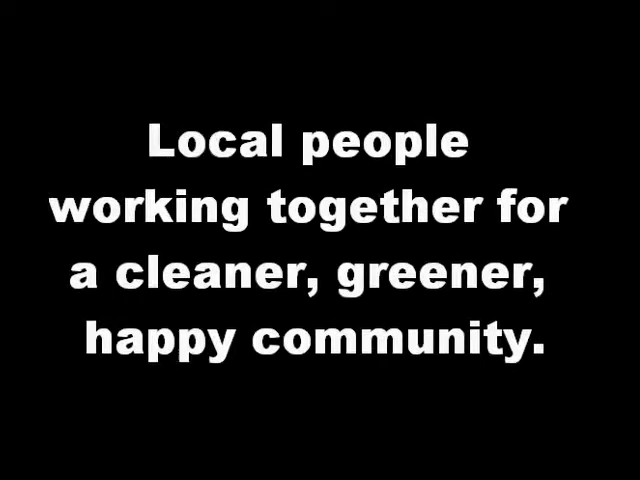 Local people
working together for
a cleaner, greener,
happy community.